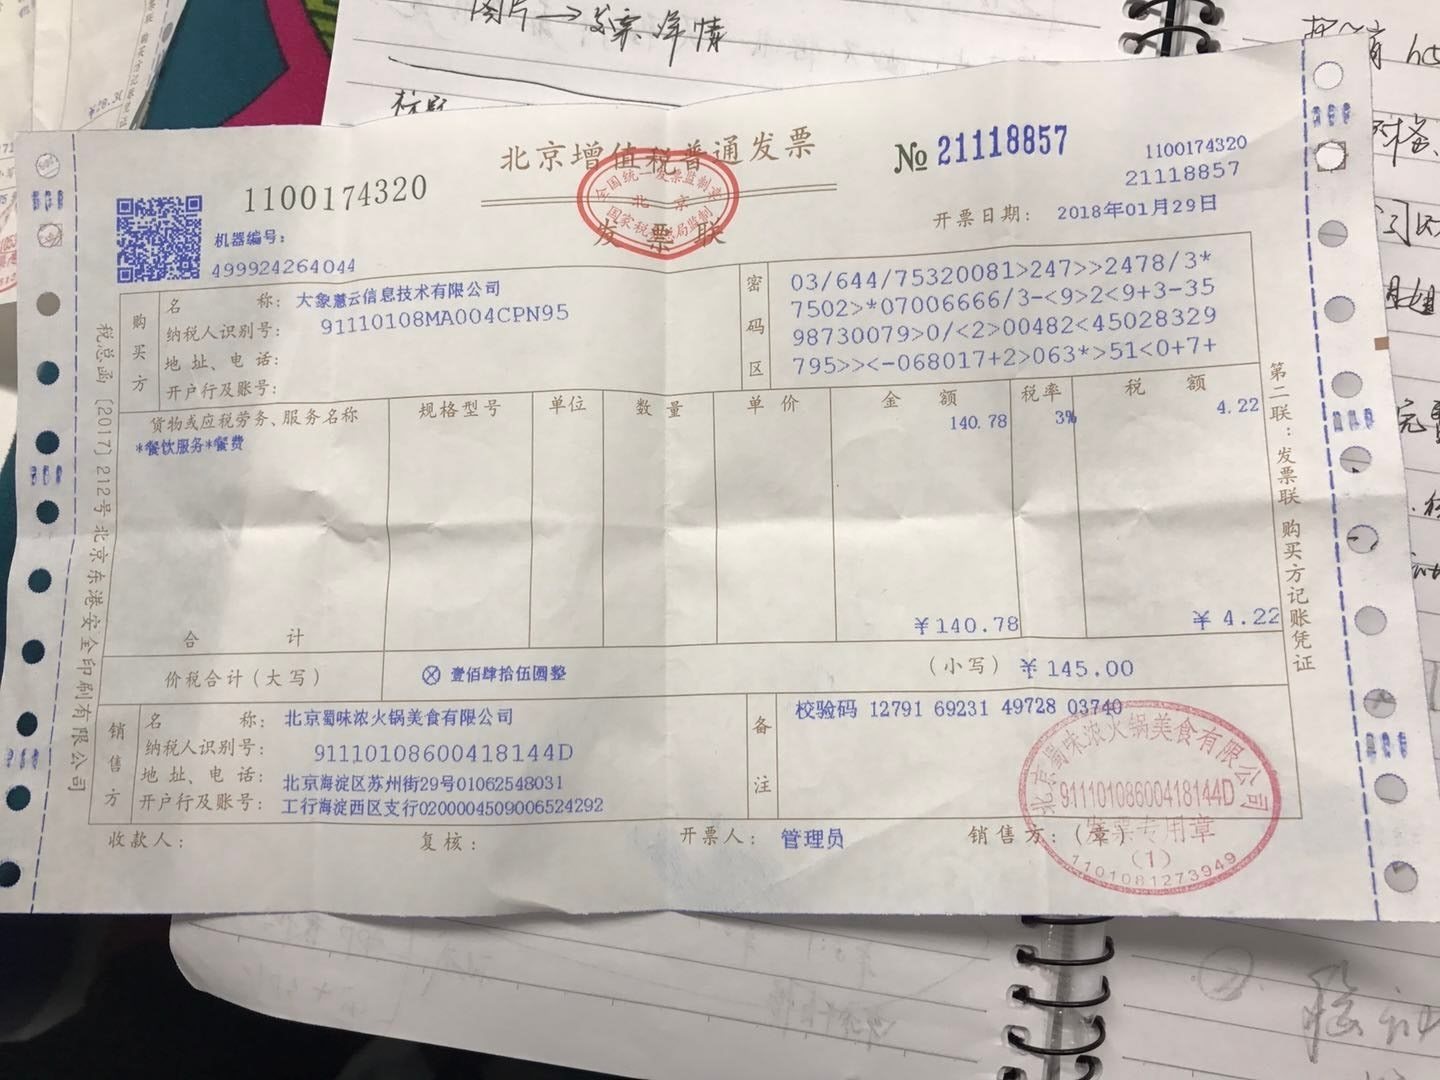 图片→发票详情
标题
北京增值税普通发票
发票联
全国统一发票监制章
北京
国家税务总局监制
1100174320
№ 21118857
1100174320
21118857
开票日期: 2018年01月29日
机器编号:
499924264044
购买方
名称: 大象慧云信息技术有限公司
纳税人识别号: 91110108MA004CPN95
地址、电话:
开户行及账号:
密码区
03/644/75320081>247>>2478/3*
7502>*07006666/3-<9>2<9+3-35
98730079>0/<2>00482<45028329
795>><-068017+2>063*>51<0+7+
货物或应税劳务、服务名称 规格型号 单位 数量 单价 金额 税率 税额
*餐饮服务*餐费 140.78 3% 4.22
合计 ￥140.78 ￥4.22
价税合计(大写) ⊗ 壹佰肆拾伍圆整 (小写) ￥145.00
销售方
名称: 北京蜀味浓火锅美食有限公司
纳税人识别号: 91110108600418144D
地址、电话: 北京海淀区苏州街29号01062548031
开户行及账号: 工行海淀西区支行0200004509006524292
备注
校验码 12791 69231 49728 03740
收款人: 复核: 开票人: 管理员 销售方:(章)
北京蜀味浓火锅美食有限公司
91110108600418144D
发票专用章
(1)
1101081273949
税总函〔2017〕212号北京东港安全印刷有限公司
第二联:发票联 购买方记账凭证